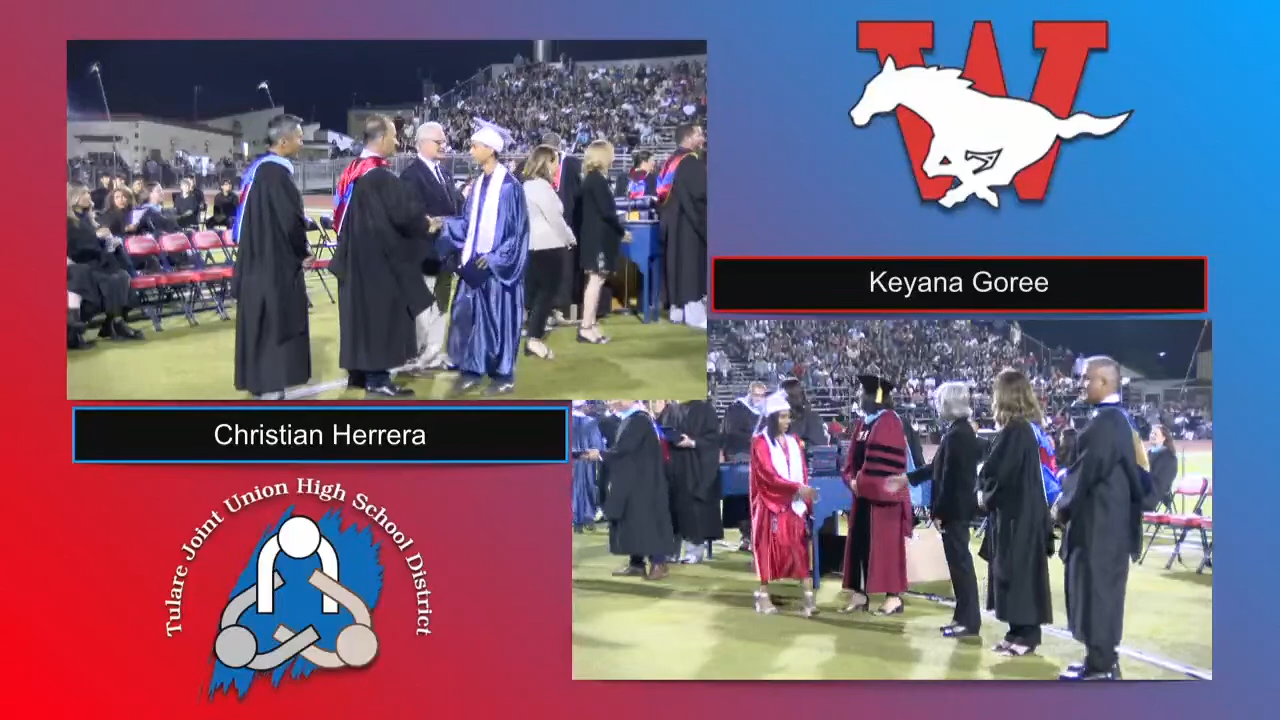 W
Keyana Goree
Christian Herrera
Tulare Joint Union High School District